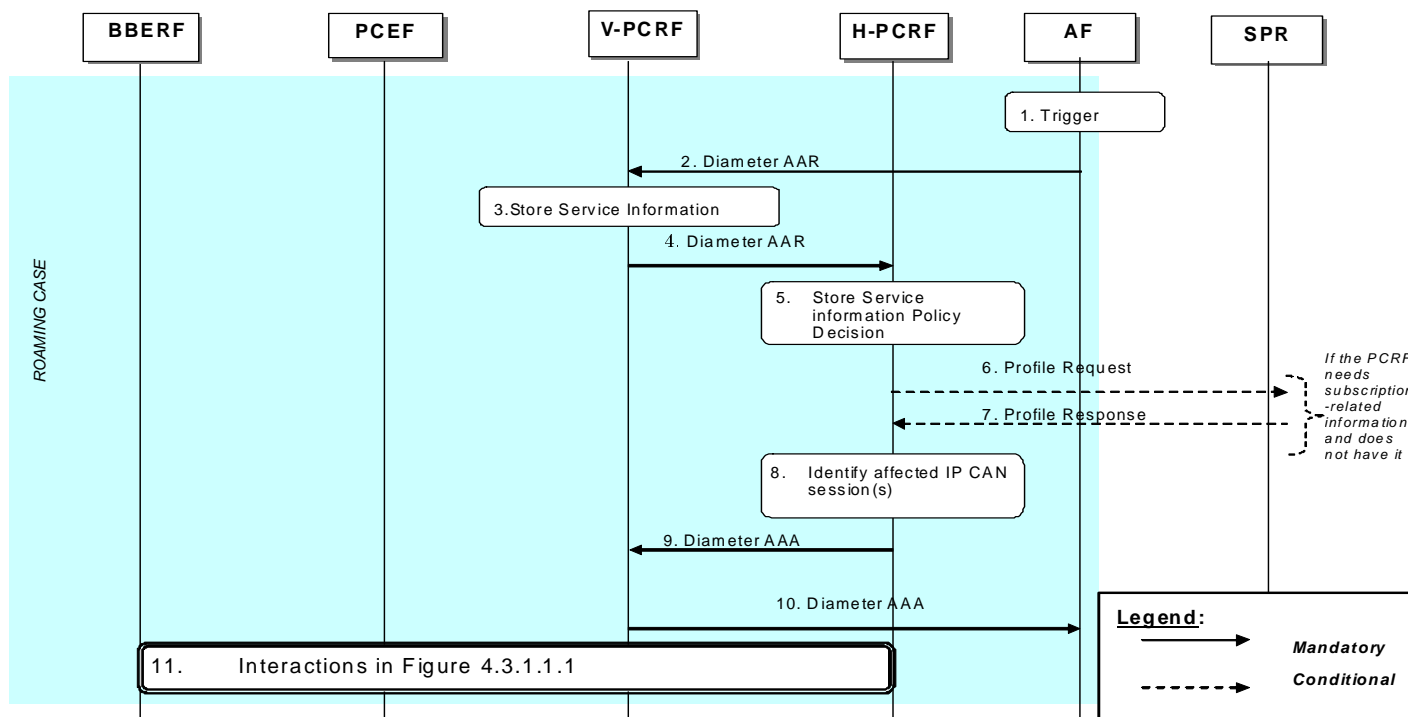 BBERF
PCEF
V-PCRF
H-PCRF
AF
SPR
1. Trigger
2. Diameter AAR
3.Store Service Information
4. Diameter AAR
ROAMING CASE
5. Store Service
information Policy
Decision
6. Profile Request
7. Profile Response
If the PCRF
needs
subscription
-related
information
and does
not have it
8. Identify affected IP CAN
session(s)
9. Diameter AAA
10. Diameter AAA
11. Interactions in Figure 4.3.1.1.1
Legend:
Mandatory
Conditional